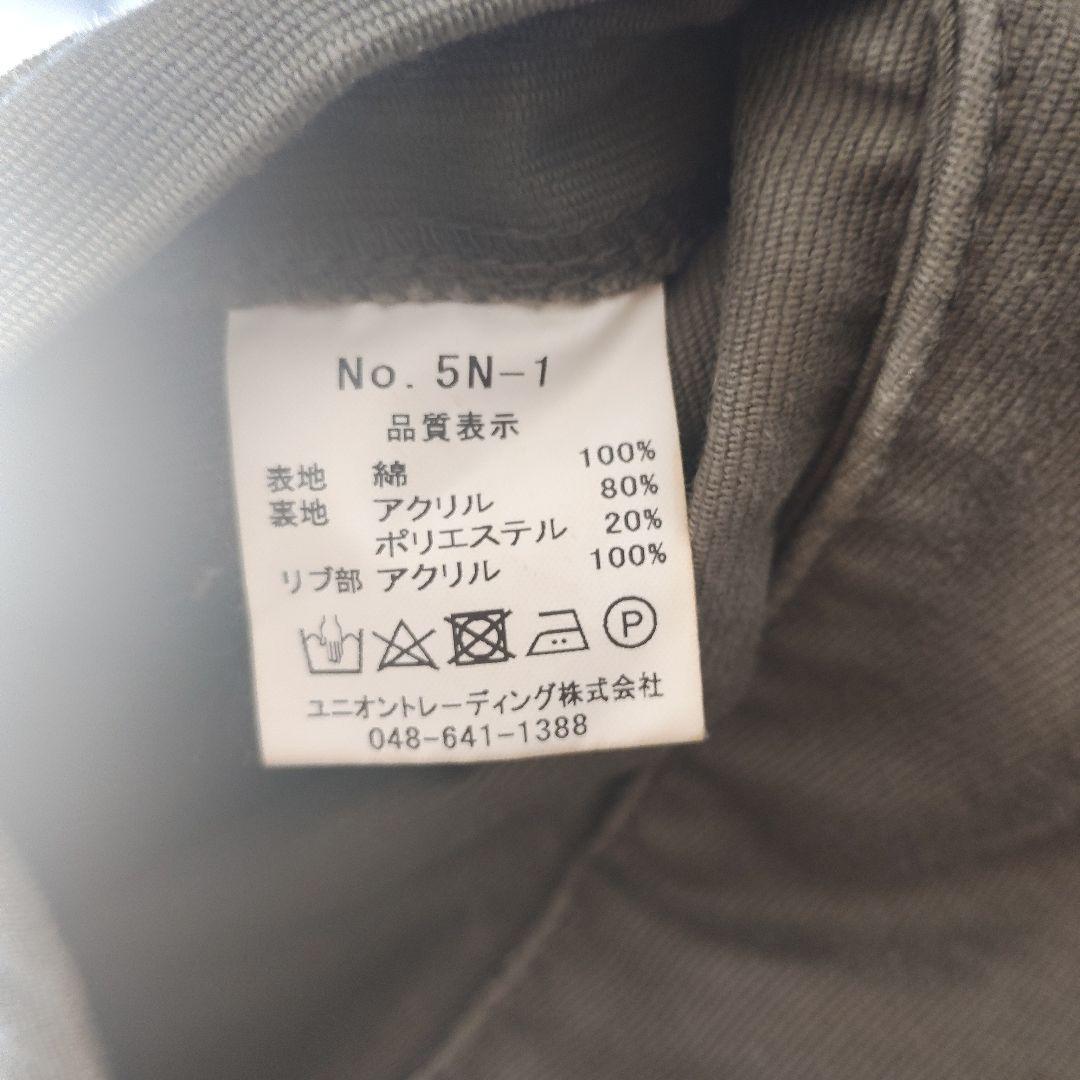 No. 5N-1
品質表示
表地 綿 100%
裏地 アクリル 80%
ポリエステル 20%
リブ部 アクリル 100%
P
ユニオントレーディング株式会社
048-641-1388